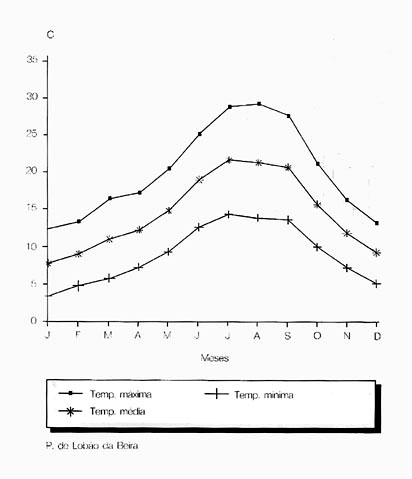 C
35
30
25
20
15
10
5
0
J F M A M J J A S O N D
Meses
Temp. máxima
Temp. mínima
Temp. média
P. de Lobão da Beira